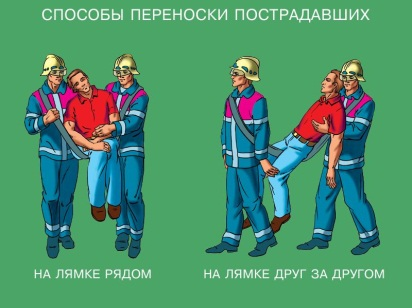 СПОСОБЫ ПЕРЕНОСКИ ПОСТРАДАВШИХ
НА ЛЯМКЕ РЯДОМ
НА ЛЯМКЕ ДРУГ ЗА ДРУГОМ